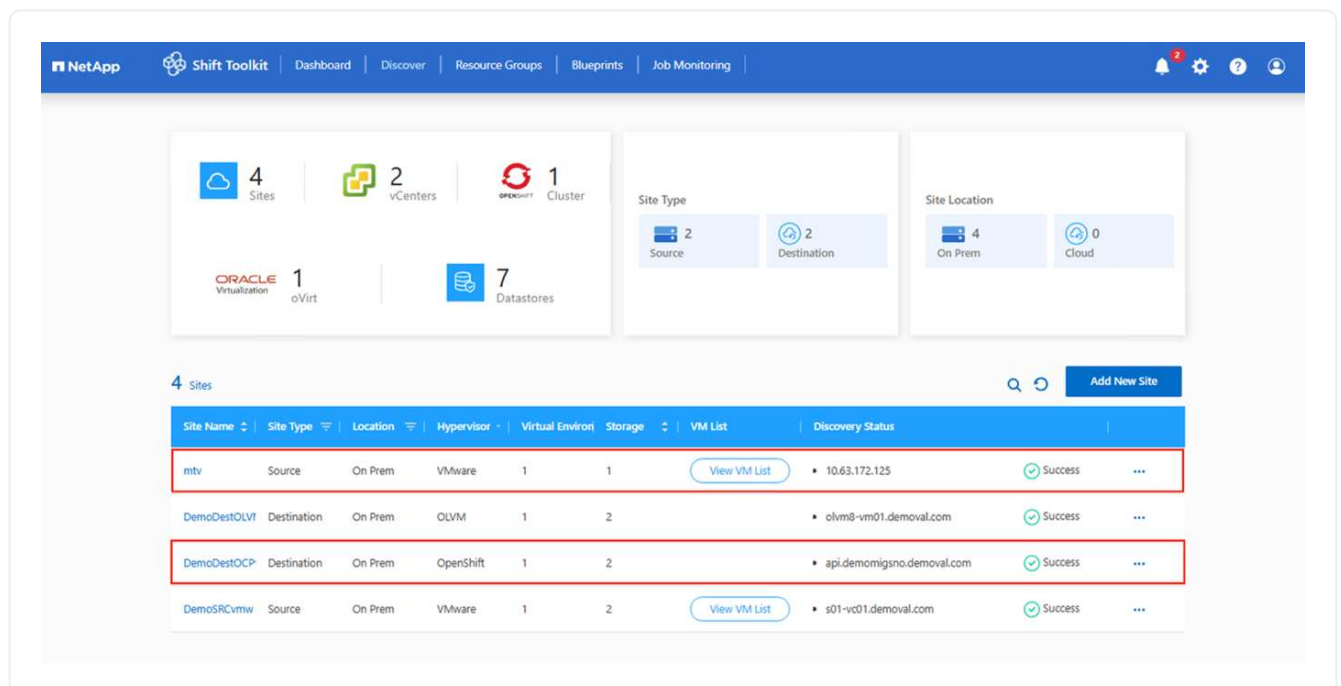 NetApp Shift Toolkit Dashboard Discover Resource Groups Blueprints Job Monitoring 2
4 Sites
2 vCenters
OPENSHIFT 1 Cluster
ORACLE Virtualization 1 oVirt
7 Datastores
Site Type
2 Source
2 Destination
Site Location
4 On Prem
0 Cloud
4 Sites Add New Site
Site Name Site Type Location Hypervisor Virtual Environ Storage VM List Discovery Status
mtv Source On Prem VMware 1 1 View VM List • 10.63.172.125 Success ...
DemoDestOLVM Destination On Prem OLVM 1 2 • olvm8-vm01.demoval.com Success ...
DemoDestOCP Destination On Prem OpenShift 1 2 • api.demomigsno.demoval.com Success ...
DemoSRCvmw Source On Prem VMware 1 2 View VM List • s01-vc01.demoval.com Success ...